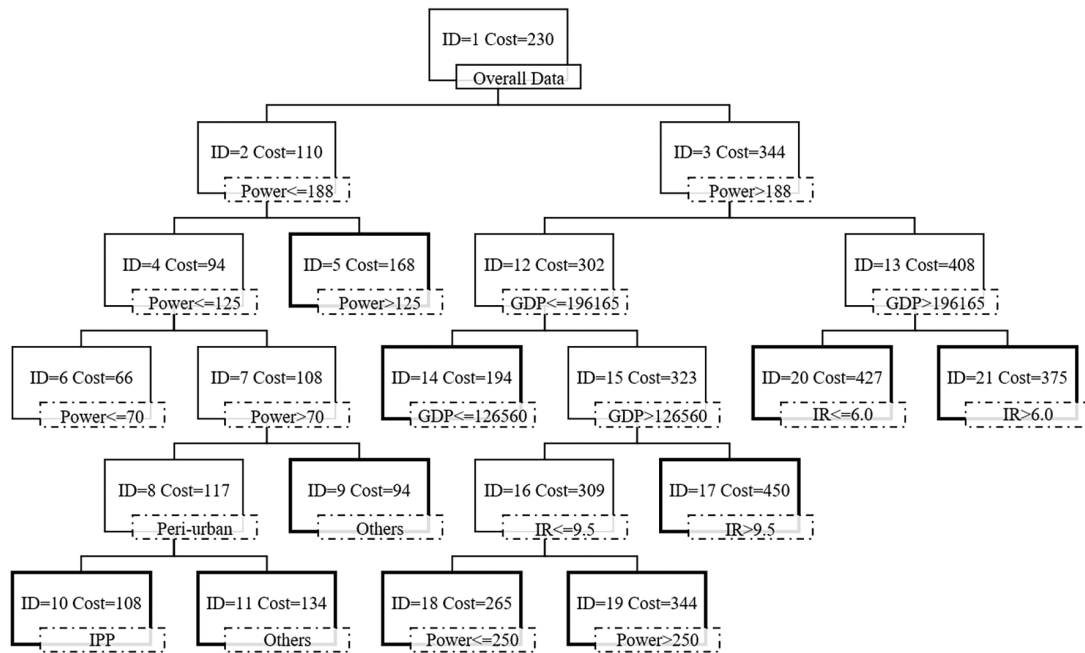 ID=1 Cost=230
Overall Data
ID=2 Cost=110
Power<=188
ID=3 Cost=344
Power>188
ID=4 Cost=94
Power<=125
ID=5 Cost=168
Power>125
ID=12 Cost=302
GDP<=196165
ID=13 Cost=408
GDP>196165
ID=6 Cost=66
Power<=70
ID=7 Cost=108
Power>70
ID=14 Cost=194
GDP<=126560
ID=15 Cost=323
GDP>126560
ID=20 Cost=427
IR<=6.0
ID=21 Cost=375
IR>6.0
ID=8 Cost=117
Peri-urban
ID=9 Cost=94
Others
ID=16 Cost=309
IR<=9.5
ID=17 Cost=450
IR>9.5
ID=10 Cost=108
IPP
ID=11 Cost=134
Others
ID=18 Cost=265
Power<=250
ID=19 Cost=344
Power>250